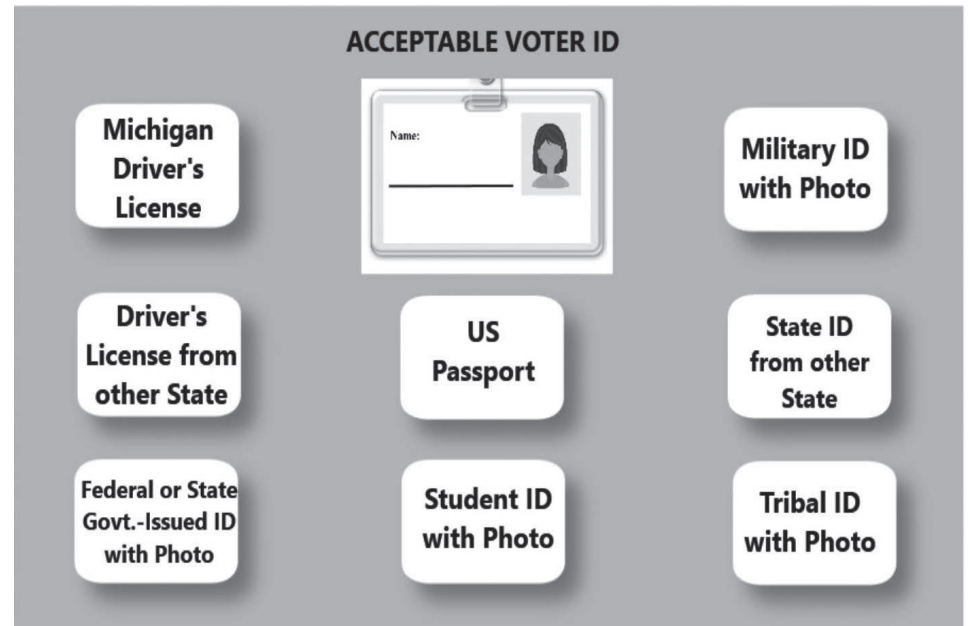 ACCEPTABLE VOTER ID
Michigan
Driver's
License
Name:
Military ID
with Photo
Driver's
License from
other State
US
Passport
State ID
from other
State
Federal or State
Govt.-Issued ID
with Photo
Student ID
with Photo
Tribal ID
with Photo